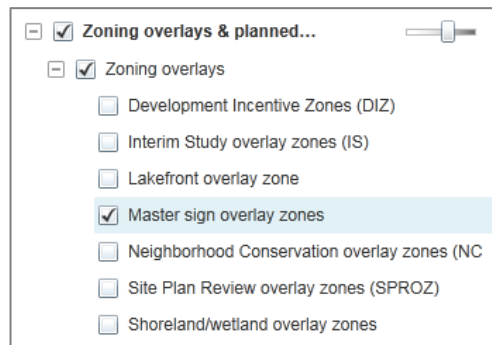 Zoning overlays & planned...
Zoning overlays
Development Incentive Zones (DIZ)
Interim Study overlay zones (IS)
Lakefront overlay zone
Master sign overlay zones
Neighborhood Conservation overlay zones (NC
Site Plan Review overlay zones (SPROZ)
Shoreland/wetland overlay zones